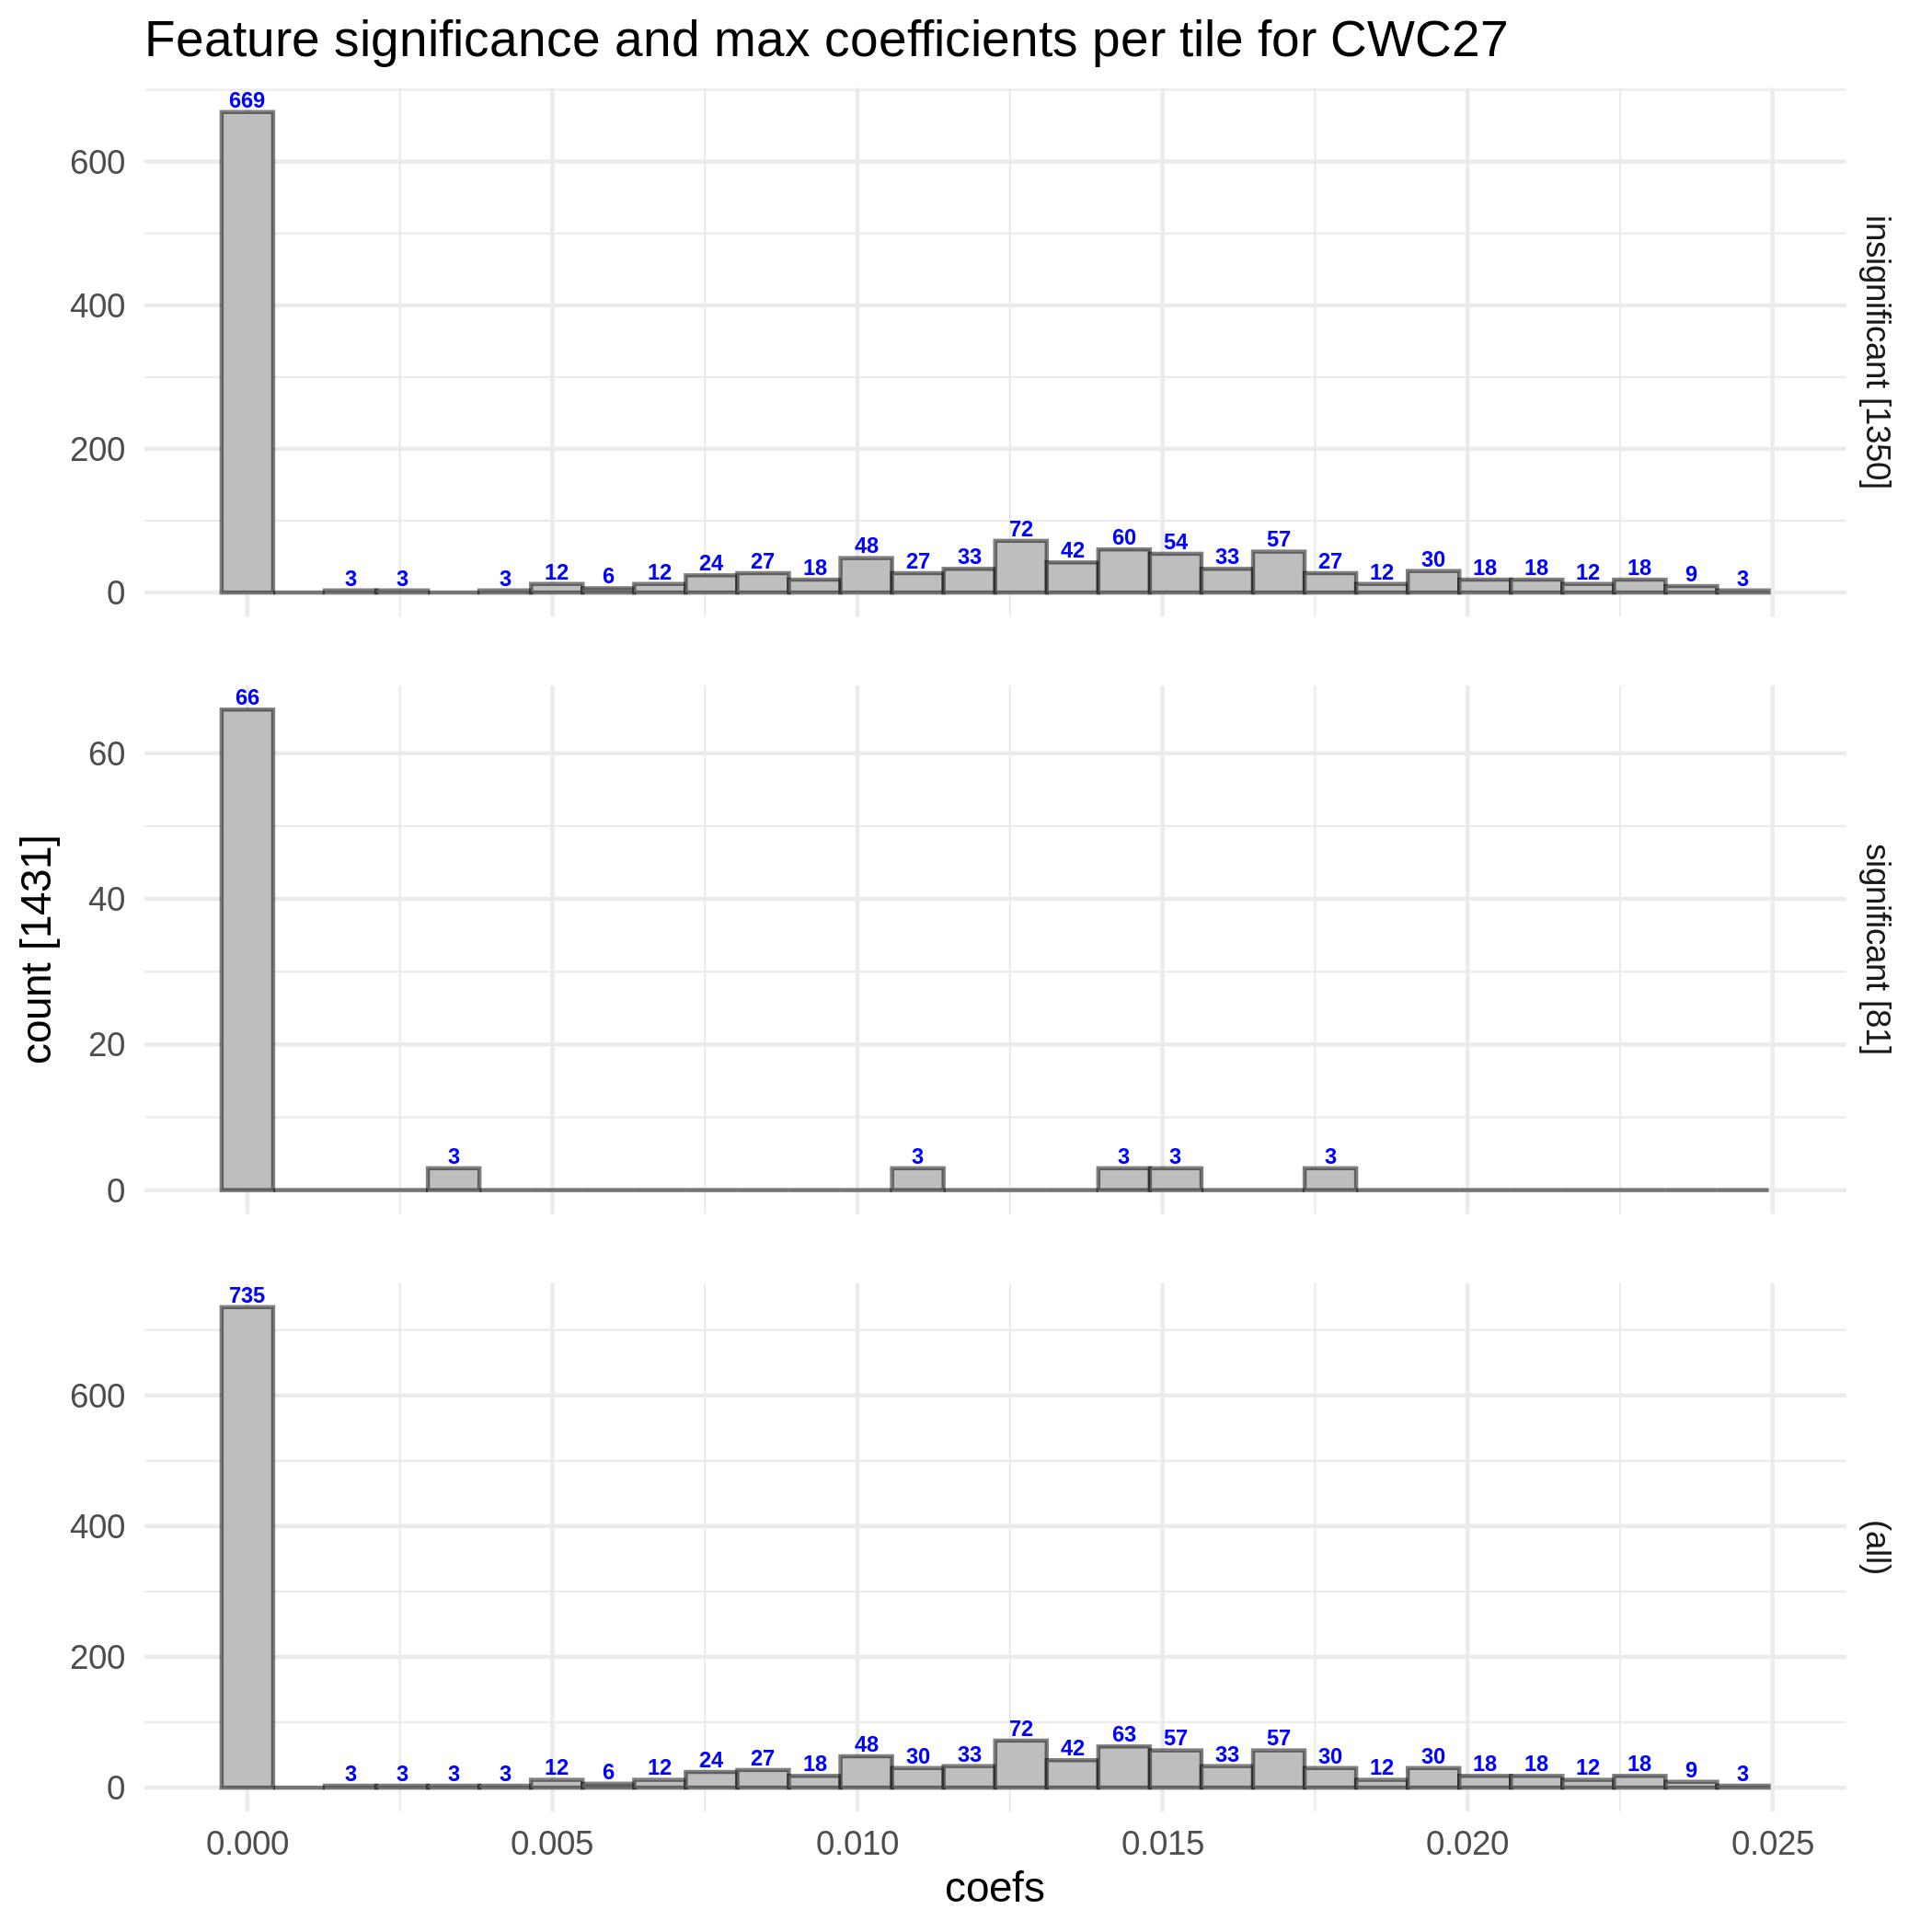 Feature significance and max coefficients per tile for CWC27
count [1431]
600
400
200
0
669
3 3 3 12 6 12 24 27 18 48 27 33 72 42 60 54 33 57 27 12 30 18 18 12 18 9 3
insignificant [1350]
60
40
20
0
66
3 3 3 3 3
significant [81]
600
400
200
0
735
3 3 3 3 12 6 12 24 27 18 48 30 33 72 42 63 57 33 57 30 12 30 18 18 12 18 9 3
(all)
0.000 0.005 0.010 0.015 0.020 0.025
coefs